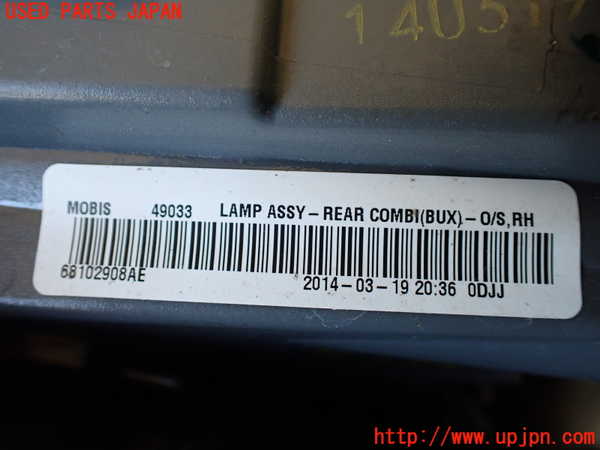 USED PARTS JAPAN
MOBIS 49033 LAMP ASSY-REAR COMBI(BUX)-O/S,RH
68102908AE 2014-03-19 20:36 0DJJ
http://www.upjpn.com/